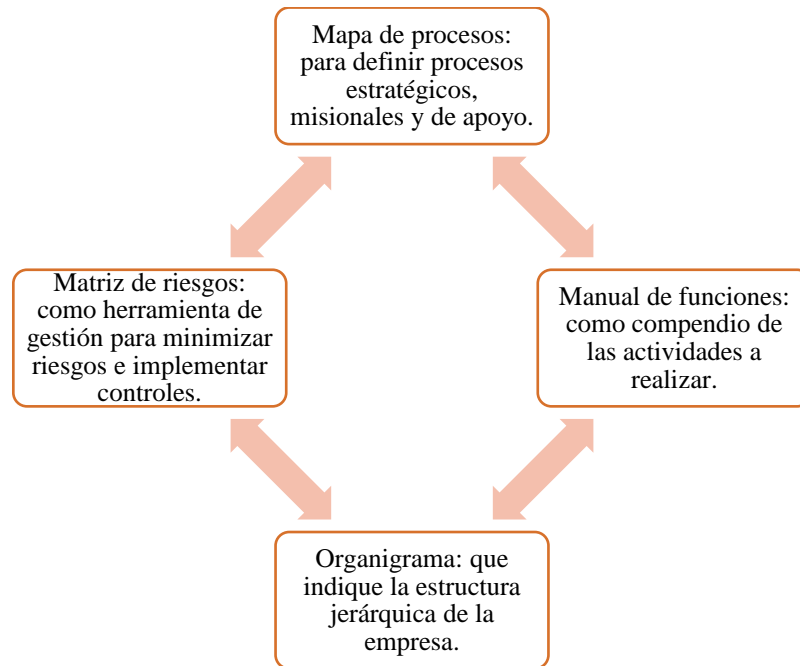 Mapa de procesos:
para definir procesos
estratégicos,
misionales y de apoyo.
Matriz de riesgos:
como herramienta de
gestión para minimizar
riesgos e implementar
controles.
Manual de funciones:
como compendio de
las actividades a
realizar.
Organigrama: que
indique la estructura
jerárquica de la
empresa.